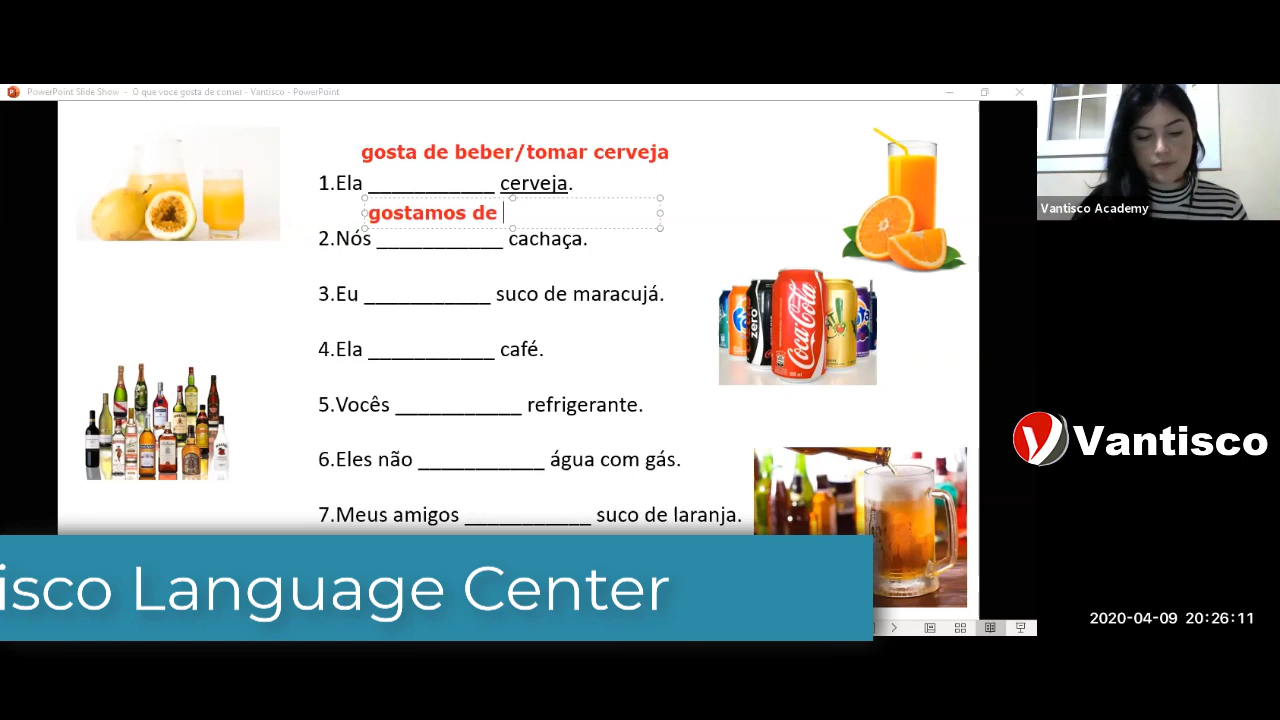 PowerPoint Slide Show - O que voce gosta de comer - Vantisco - PowerPoint
gosta de beber/tomar cerveja
1.Ela ___________ cerveja.
gostamos de
2.Nós ___________ cachaça.
3.Eu ___________ suco de maracujá.
4.Ela ___________ café.
5.Vocês ___________ refrigerante.
6.Eles não ___________ água com gás.
7.Meus amigos ___________ suco de laranja.
zero
Coca-Cola
Vantisco Academy
Vantisco
isco Language Center
2020-04-09 20:26:11